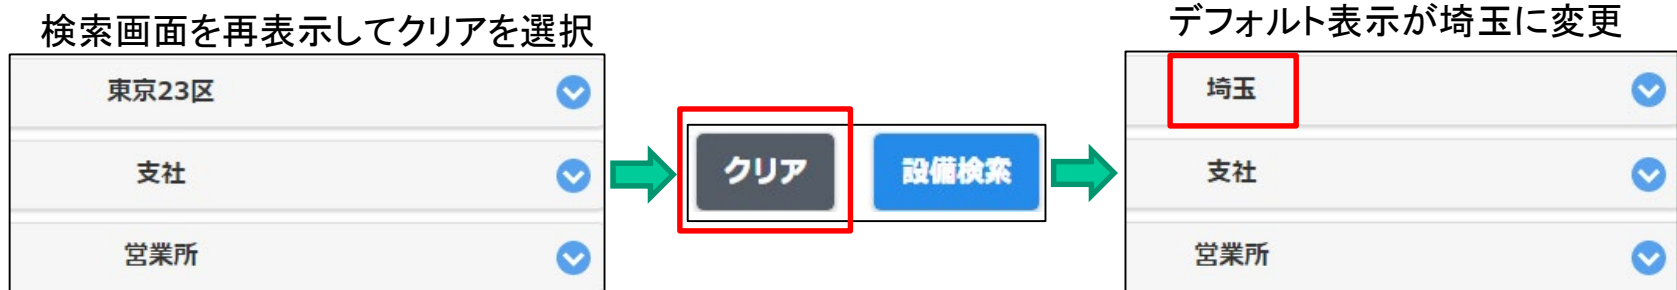 検索画面を再表示してクリアを選択
東京23区
支社
営業所
クリア
設備検索
デフォルト表示が埼玉に変更
埼玉
支社
営業所